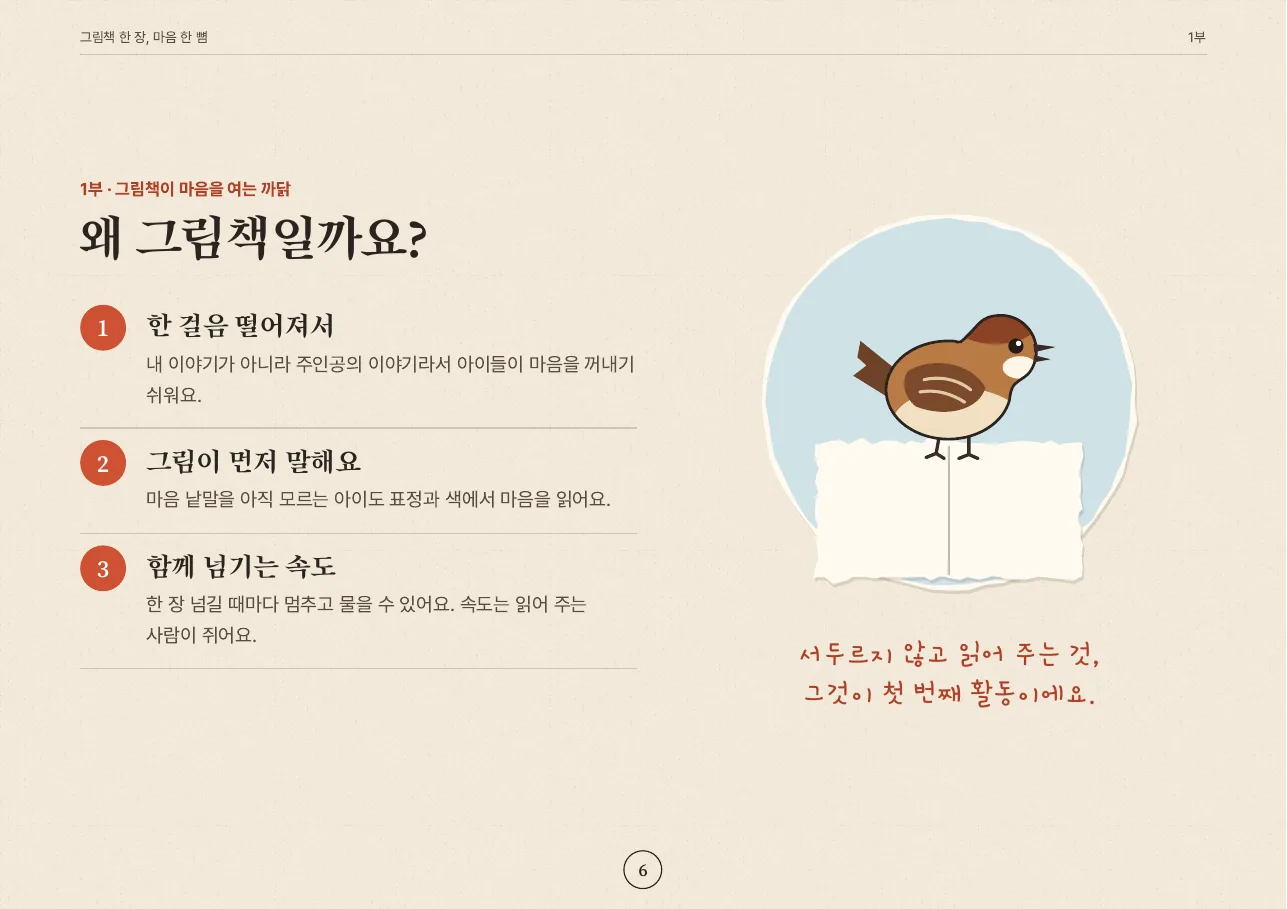 그림책 한 장, 마음 한 뼘
1부
1부 · 그림책이 마음을 여는 까닭
왜 그림책일까요?
1
한 걸음 떨어져서
내 이야기가 아니라 주인공의 이야기라서 아이들이 마음을 꺼내기
쉬워요.
2
그림이 먼저 말해요
마음 낱말을 아직 모르는 아이도 표정과 색에서 마음을 읽어요.
3
함께 넘기는 속도
한 장 넘길 때마다 멈추고 물을 수 있어요. 속도는 읽어 주는
사람이 쥐어요.
서두르지 않고 읽어 주는 것,
그것이 첫 번째 활동이에요.
6